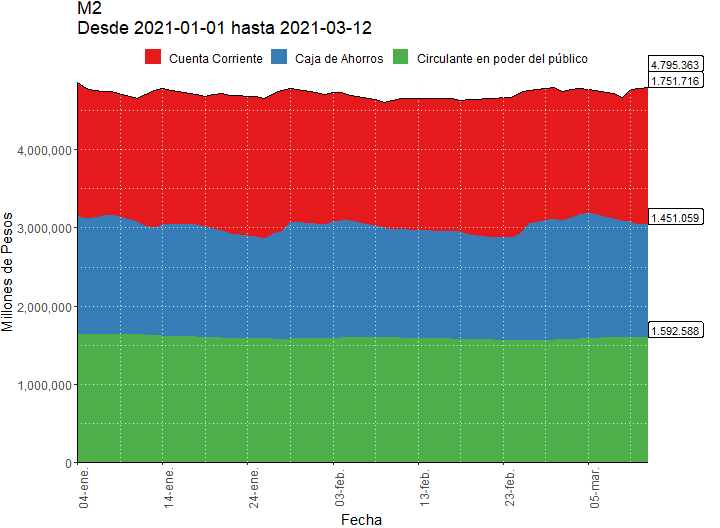 M2
Desde 2021-01-01 hasta 2021-03-12
Cuenta Corriente Caja de Ahorros Circulante en poder del público
4.795.363
1.751.716
4,000,000
1.451.059
3,000,000
2,000,000
1.592.588
1,000,000
0
Millones de Pesos
04-ene. 14-ene. 24-ene. 03-feb. 13-feb. 23-feb. 05-mar.
Fecha